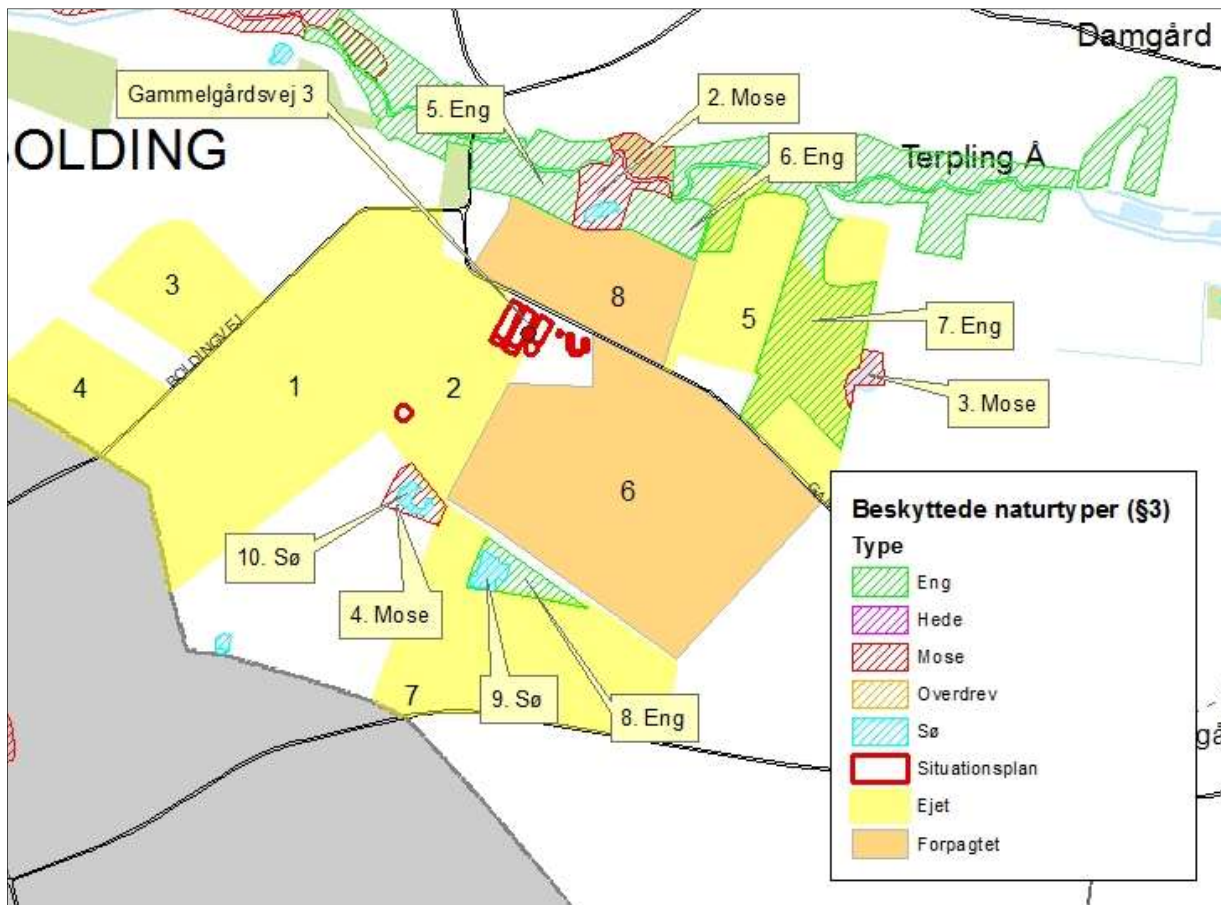 Damgård
Gammelgårdsvej 3
5. Eng
2. Mose
OLDING
6. Eng
Terpling Å
3
8
5
7. Eng
BOLDINGVEJ
4
1
2
3. Mose
6
GA
10. Sø
4. Mose
7
9. Sø
8. Eng
gå
Beskyttede naturtyper (§3)
Type
Eng
Hede
Mose
Overdrev
Sø
Situationsplan
Ejet
Forpagtet